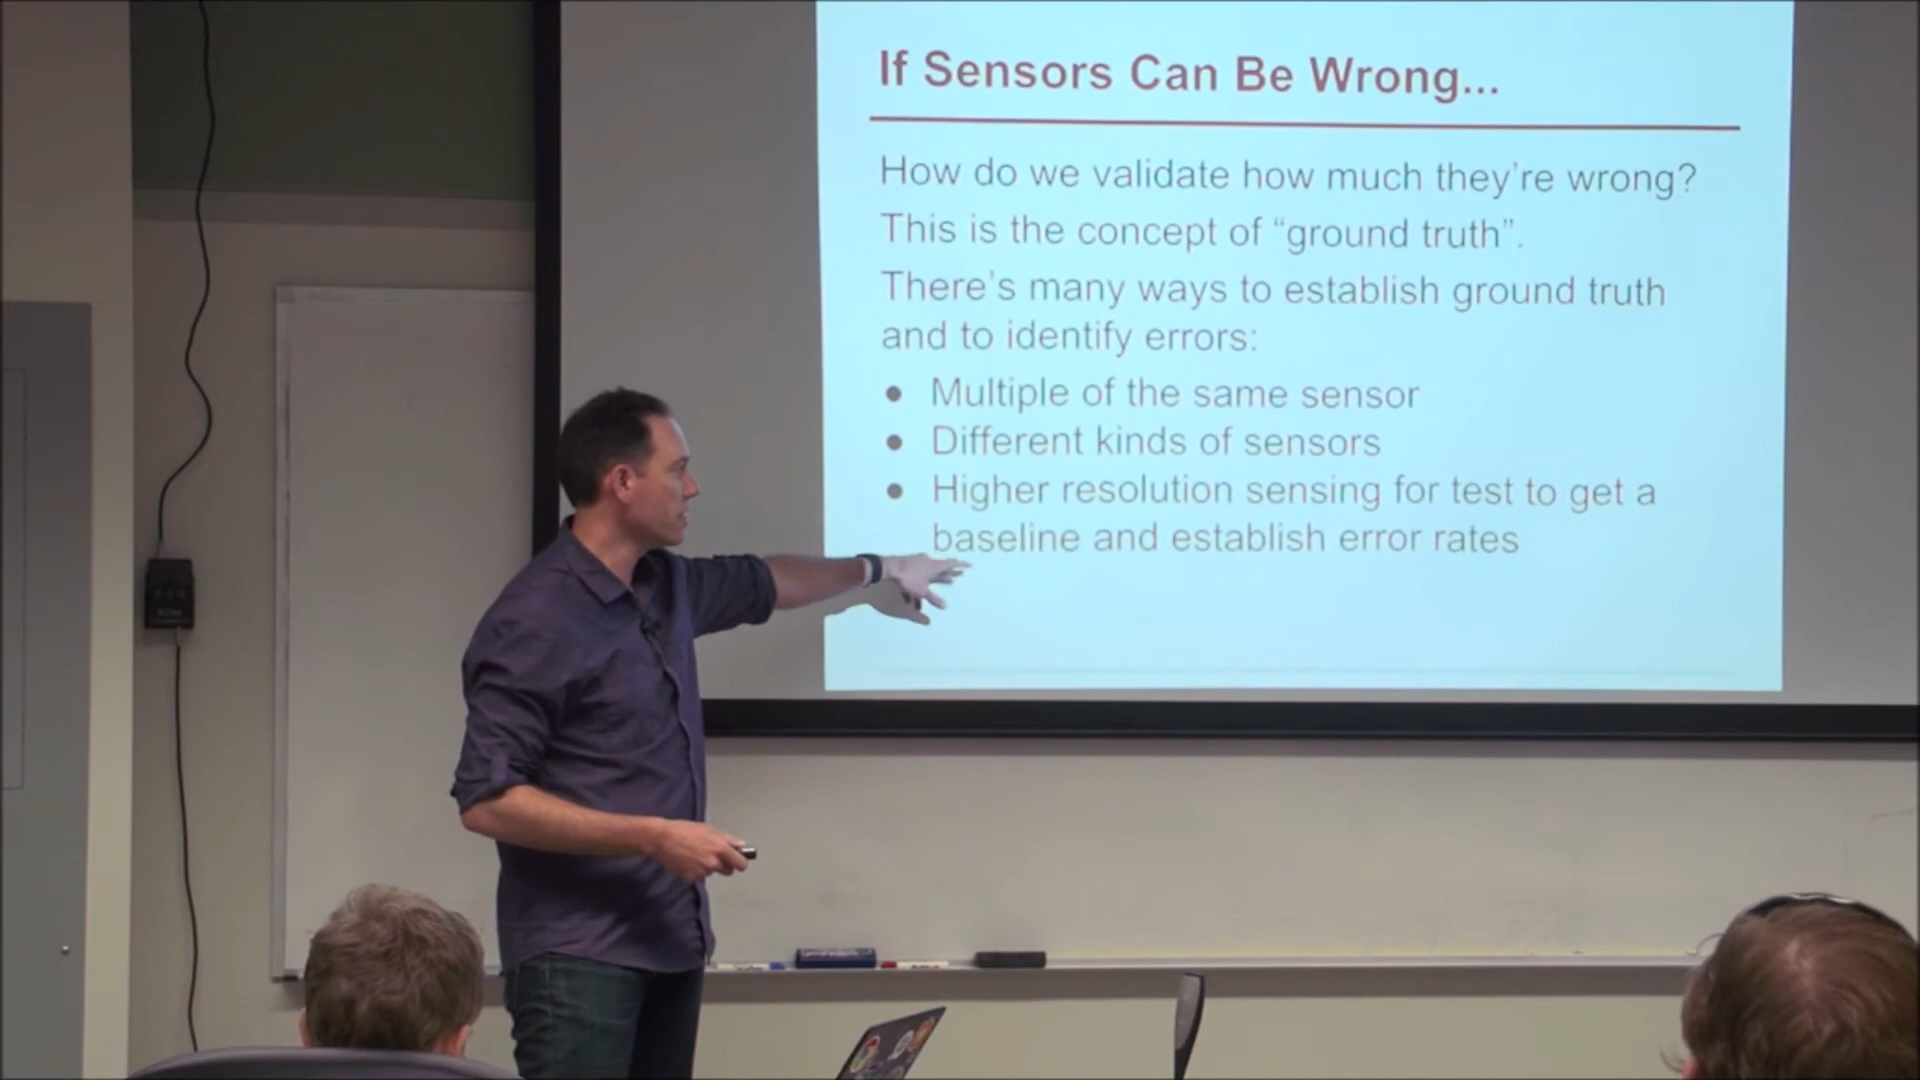 If Sensors Can Be Wrong...
How do we validate how much they're wrong?
This is the concept of “ground truth”.
There's many ways to establish ground truth
and to identify errors:
● Multiple of the same sensor
● Different kinds of sensors
● Higher resolution sensing for test to get a
baseline and establish error rates